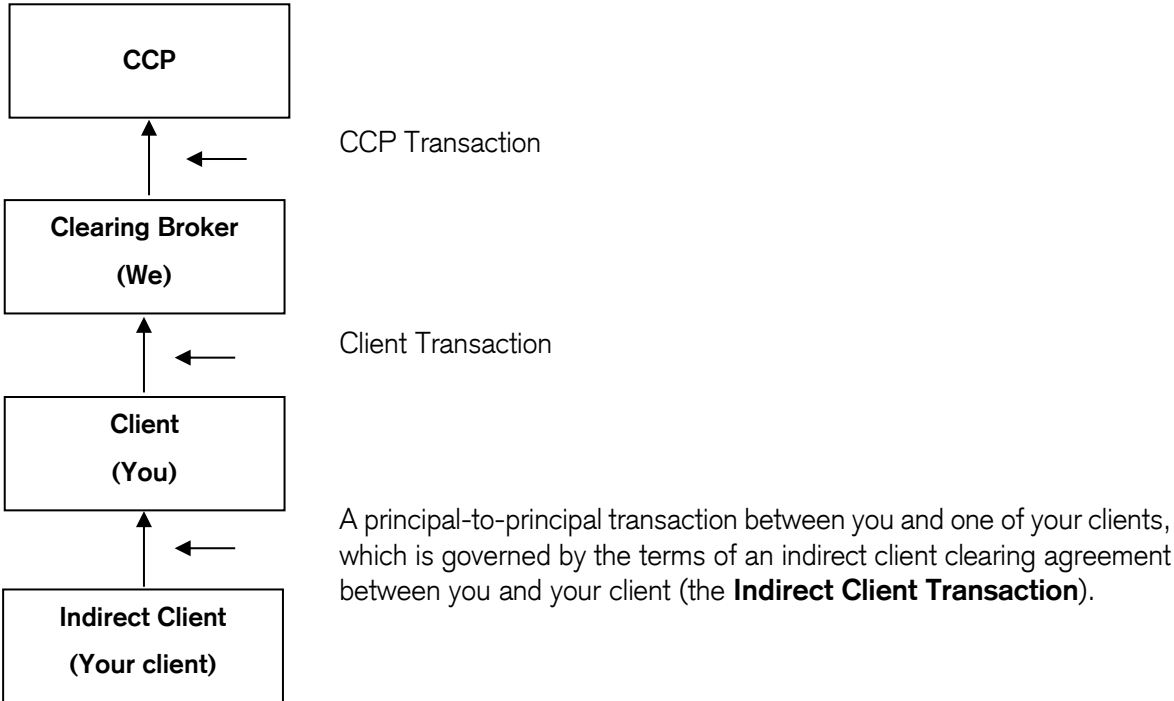 CCP
CCP Transaction
Clearing Broker
(We)
Client Transaction
Client
(You)
A principal-to-principal transaction between you and one of your clients,
which is governed by the terms of an indirect client clearing agreement
between you and your client (the Indirect Client Transaction).
Indirect Client
(Your client)